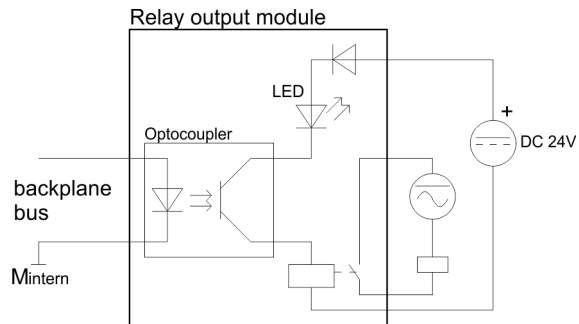 Relay output module
LED
+
DC 24V
Optocoupler
backplane
bus
Mintern